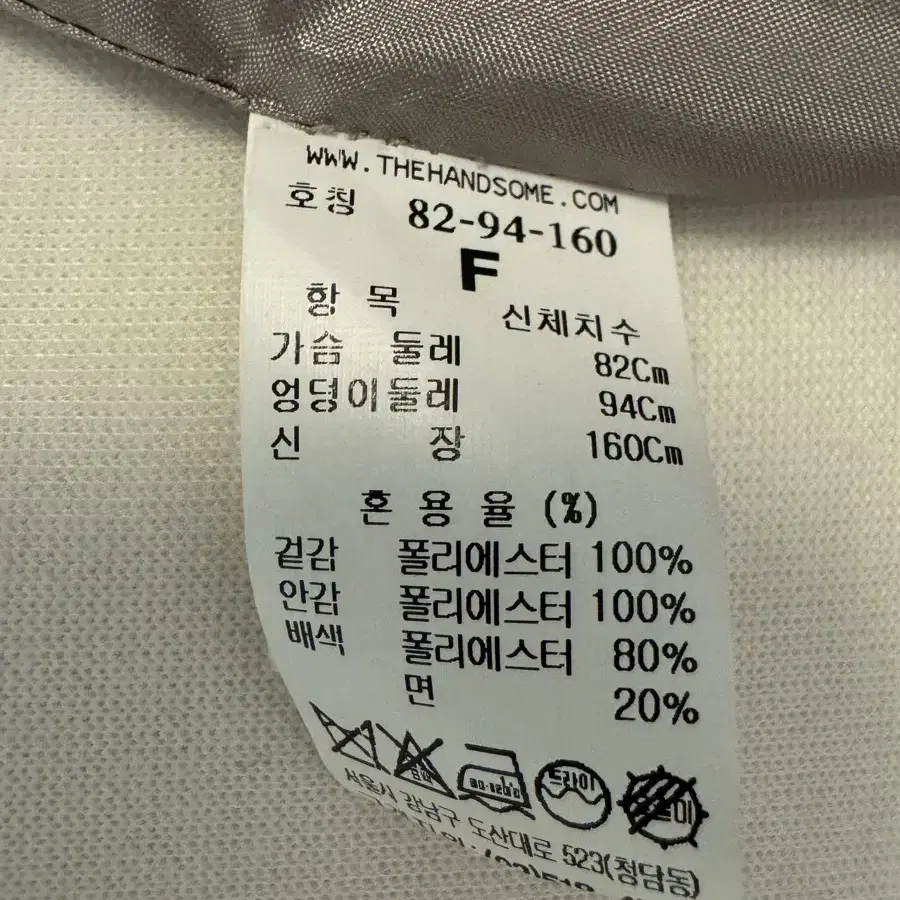 WWW.THEHANDSOME.COM
호칭 82-94-160
F
항 목 신체치수
가슴 둘레 82Cm
엉덩이둘레 94Cm
신 장 160Cm
혼 용 율 (%)
겉감 폴리에스터 100%
안감 폴리에스터 100%
배색 폴리에스터 80%
면 20%
드라이
서울시 강남구 도산대로 523(청담동)